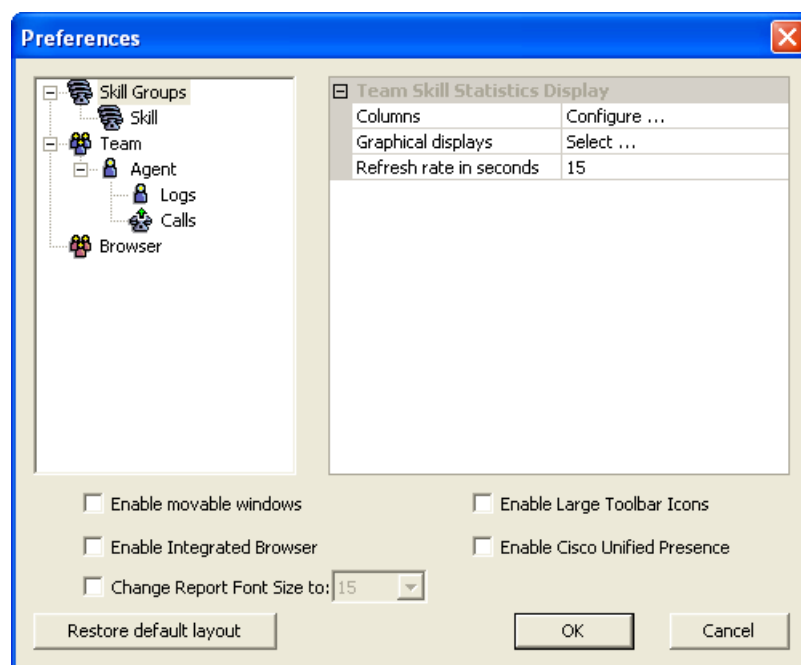 Preferences
Skill Groups
Skill
Team
Agent
Logs
Calls
Browser
Team Skill Statistics Display
Columns Configure ...
Graphical displays Select ...
Refresh rate in seconds 15
Enable movable windows
Enable Large Toolbar Icons
Enable Integrated Browser
Enable Cisco Unified Presence
Change Report Font Size to: 15
Restore default layout
OK
Cancel